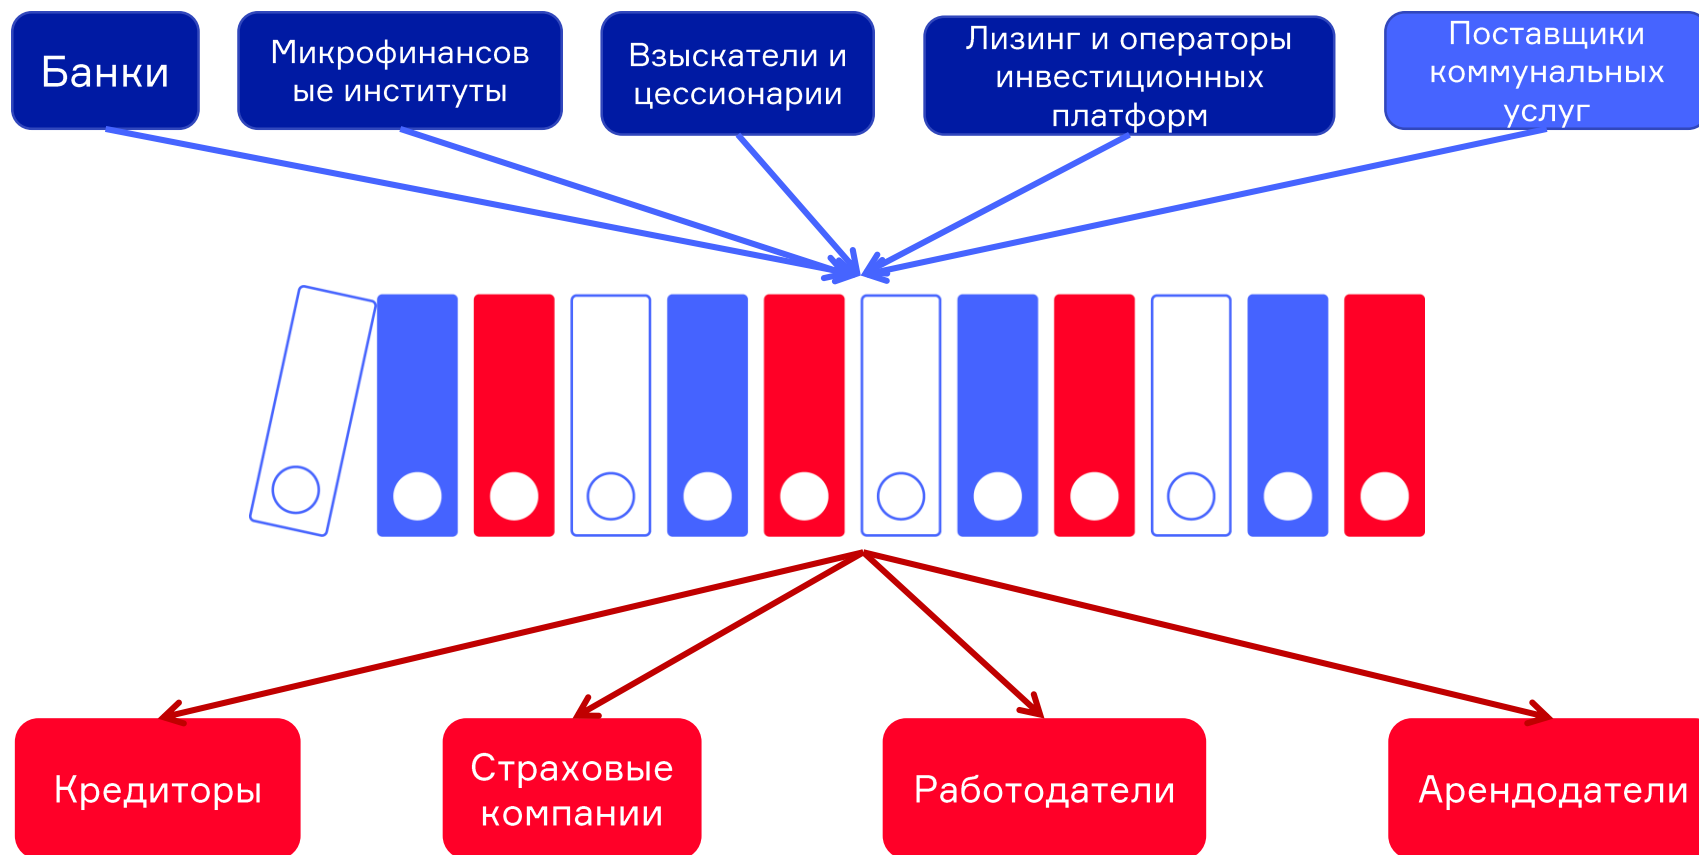 Банки
Микрофинансов
ые институты
Взыскатели и
цессионарии
Лизинг и операторы
инвестиционных
платформ
Поставщики
коммунальных
услуг
Кредиторы
Страховые
компании
Работодатели
Арендодатели